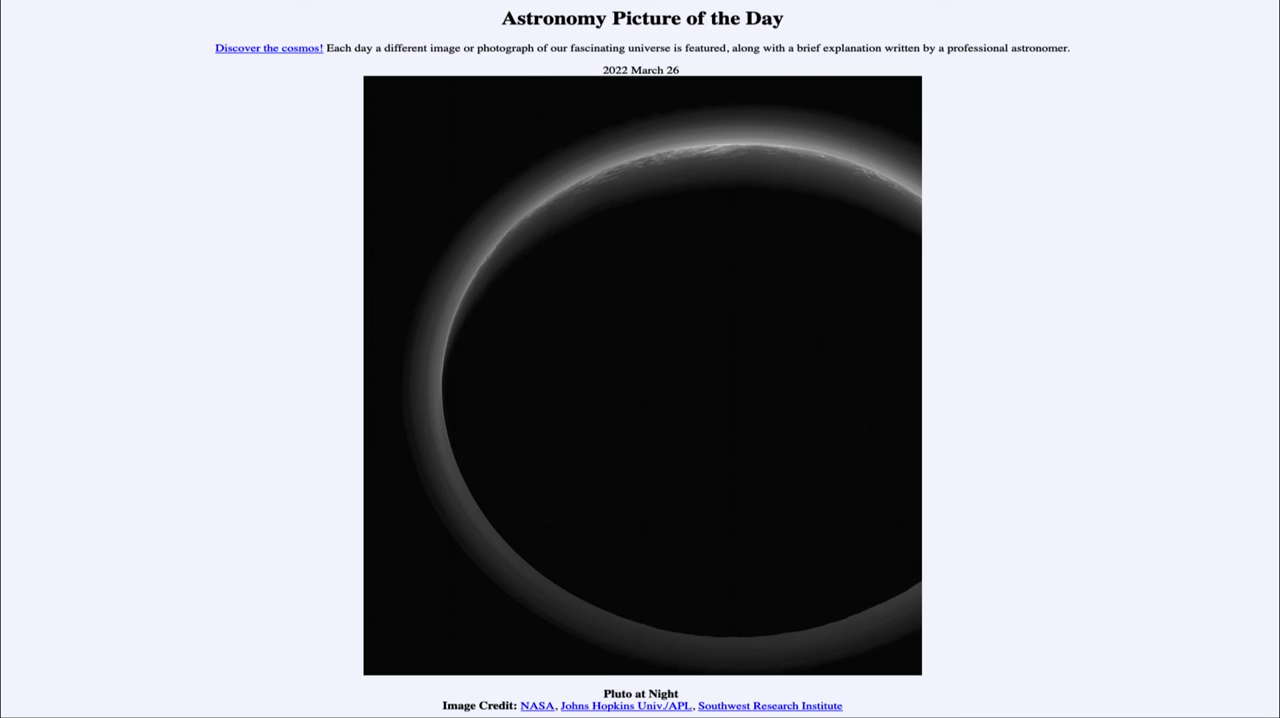 Astronomy Picture of the Day
Discover the cosmos! Each day a different image or photograph of our fascinating universe is featured, along with a brief explanation written by a professional astronomer.
2022 March 26
Pluto at Night
Image Credit: NASA, Johns Hopkins Univ./APL, Southwest Research Institute